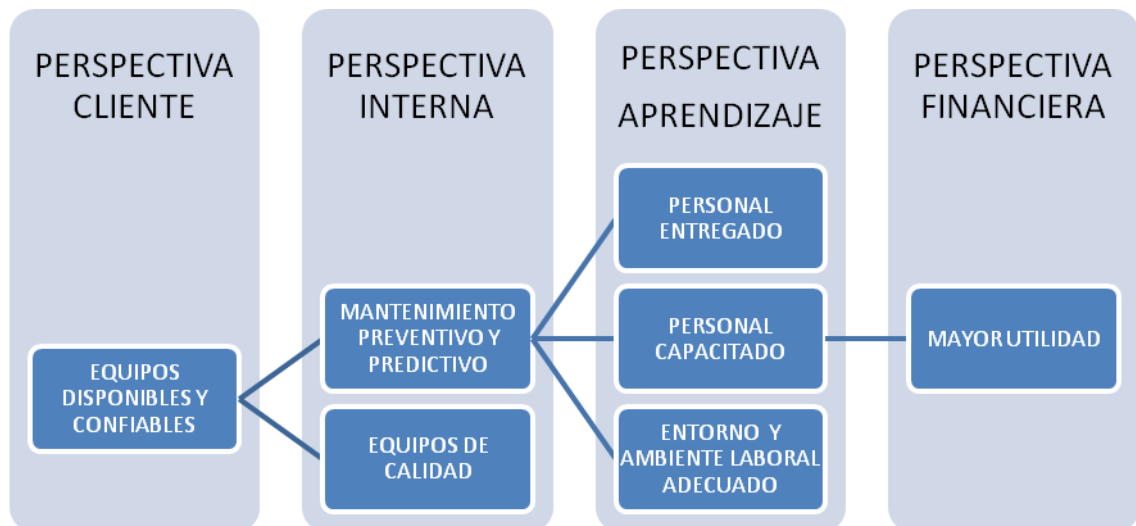 PERSPECTIVA
CLIENTE
EQUIPOS
DISPONIBLES Y
CONFIABLES
PERSPECTIVA
INTERNA
MANTENIMIENTO
PREVENTIVO Y
PREDICTIVO
EQUIPOS DE
CALIDAD
PERSPECTIVA
APRENDIZAJE
PERSONAL
ENTREGADO
PERSONAL
CAPACITADO
ENTORNO Y
AMBIENTE LABORAL
ADECUADO
PERSPECTIVA
FINANCIERA
MAYOR UTILIDAD